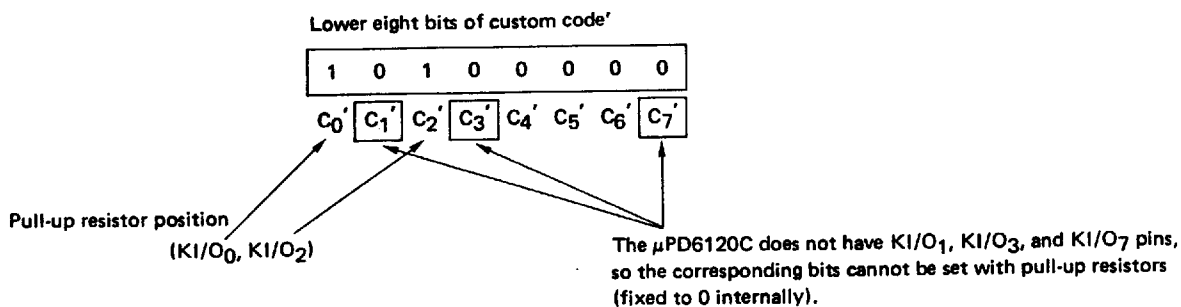 Lower eight bits of custom code′
1 0 1 0 0 0 0 0
C₀′ C₁′ C₂′ C₃′ C₄′ C₅′ C₆′ C₇′
Pull-up resistor position
(KI/O₀, KI/O₂)
The μPD6120C does not have KI/O₁, KI/O₃, and KI/O₇ pins,
so the corresponding bits cannot be set with pull-up resistors
(fixed to 0 internally).